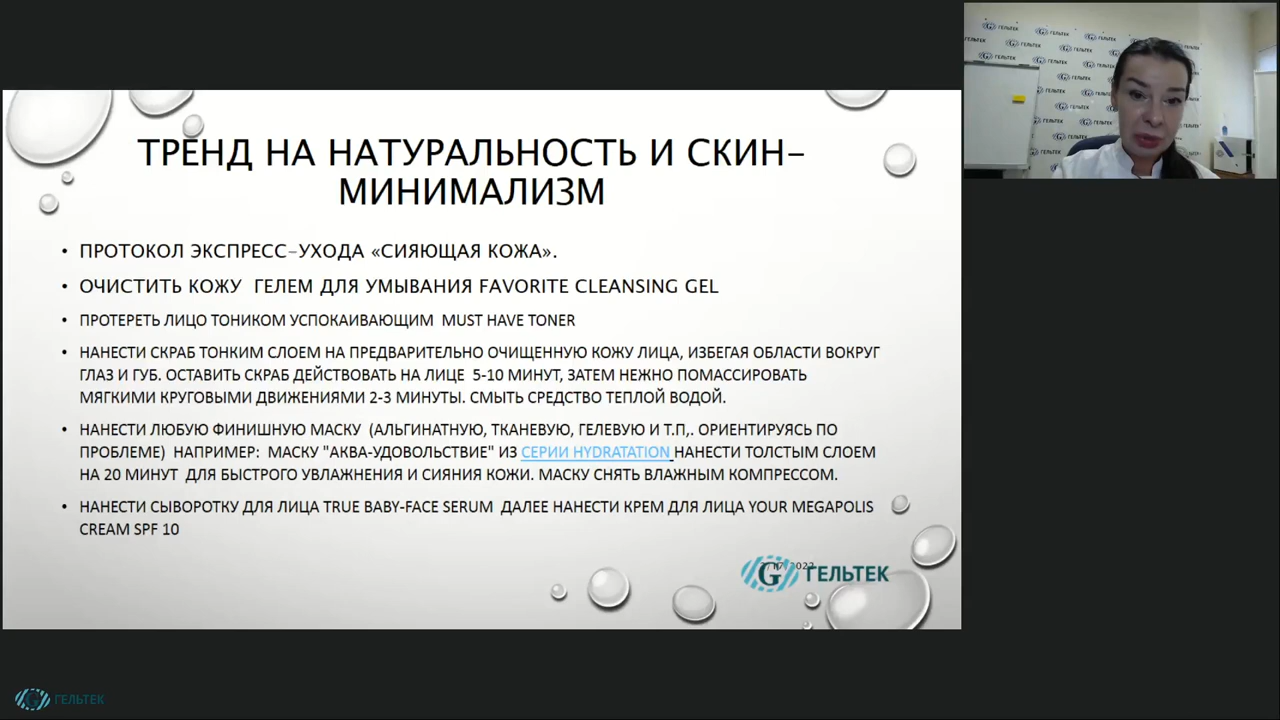 ТРЕНД НА НАТУРАЛЬНОСТЬ И СКИН-
МИНИМАЛИЗМ
• ПРОТОКОЛ ЭКСПРЕСС-УХОДА «СИЯЮЩАЯ КОЖА».
• ОЧИСТИТЬ КОЖУ ГЕЛЕМ ДЛЯ УМЫВАНИЯ FAVORITE CLEANSING GEL
• ПРОТЕРЕТЬ ЛИЦО ТОНИКОМ УСПОКАИВАЮЩИМ MUST HAVE TONER
• НАНЕСТИ СКРАБ ТОНКИМ СЛОЕМ НА ПРЕДВАРИТЕЛЬНО ОЧИЩЕННУЮ КОЖУ ЛИЦА, ИЗБЕГАЯ ОБЛАСТИ ВОКРУГ
ГЛАЗ И ГУБ. ОСТАВИТЬ СКРАБ ДЕЙСТВОВАТЬ НА ЛИЦЕ 5-10 МИНУТ, ЗАТЕМ НЕЖНО ПОМАССИРОВАТЬ
МЯГКИМИ КРУГОВЫМИ ДВИЖЕНИЯМИ 2-3 МИНУТЫ. СМЫТЬ СРЕДСТВО ТЕПЛОЙ ВОДОЙ.
• НАНЕСТИ ЛЮБУЮ ФИНИШНУЮ МАСКУ (АЛЬГИНАТНУЮ, ТКАНЕВУЮ, ГЕЛЕВУЮ И Т.П,. ОРИЕНТИРУЯСЬ ПО
ПРОБЛЕМЕ) НАПРИМЕР: МАСКУ "АКВА-УДОВОЛЬСТВИЕ" ИЗ СЕРИИ HYDRATATION НАНЕСТИ ТОЛСТЫМ СЛОЕМ
НА 20 МИНУТ ДЛЯ БЫСТРОГО УВЛАЖНЕНИЯ И СИЯНИЯ КОЖИ. МАСКУ СНЯТЬ ВЛАЖНЫМ КОМПРЕССОМ.
• НАНЕСТИ СЫВОРОТКУ ДЛЯ ЛИЦА TRUE BABY-FACE SERUM ДАЛЕЕ НАНЕСТИ КРЕМ ДЛЯ ЛИЦА YOUR MEGAPOLIS
CREAM SPF 10
ГЕЛЬТЕК
ГЕЛЬТЕК